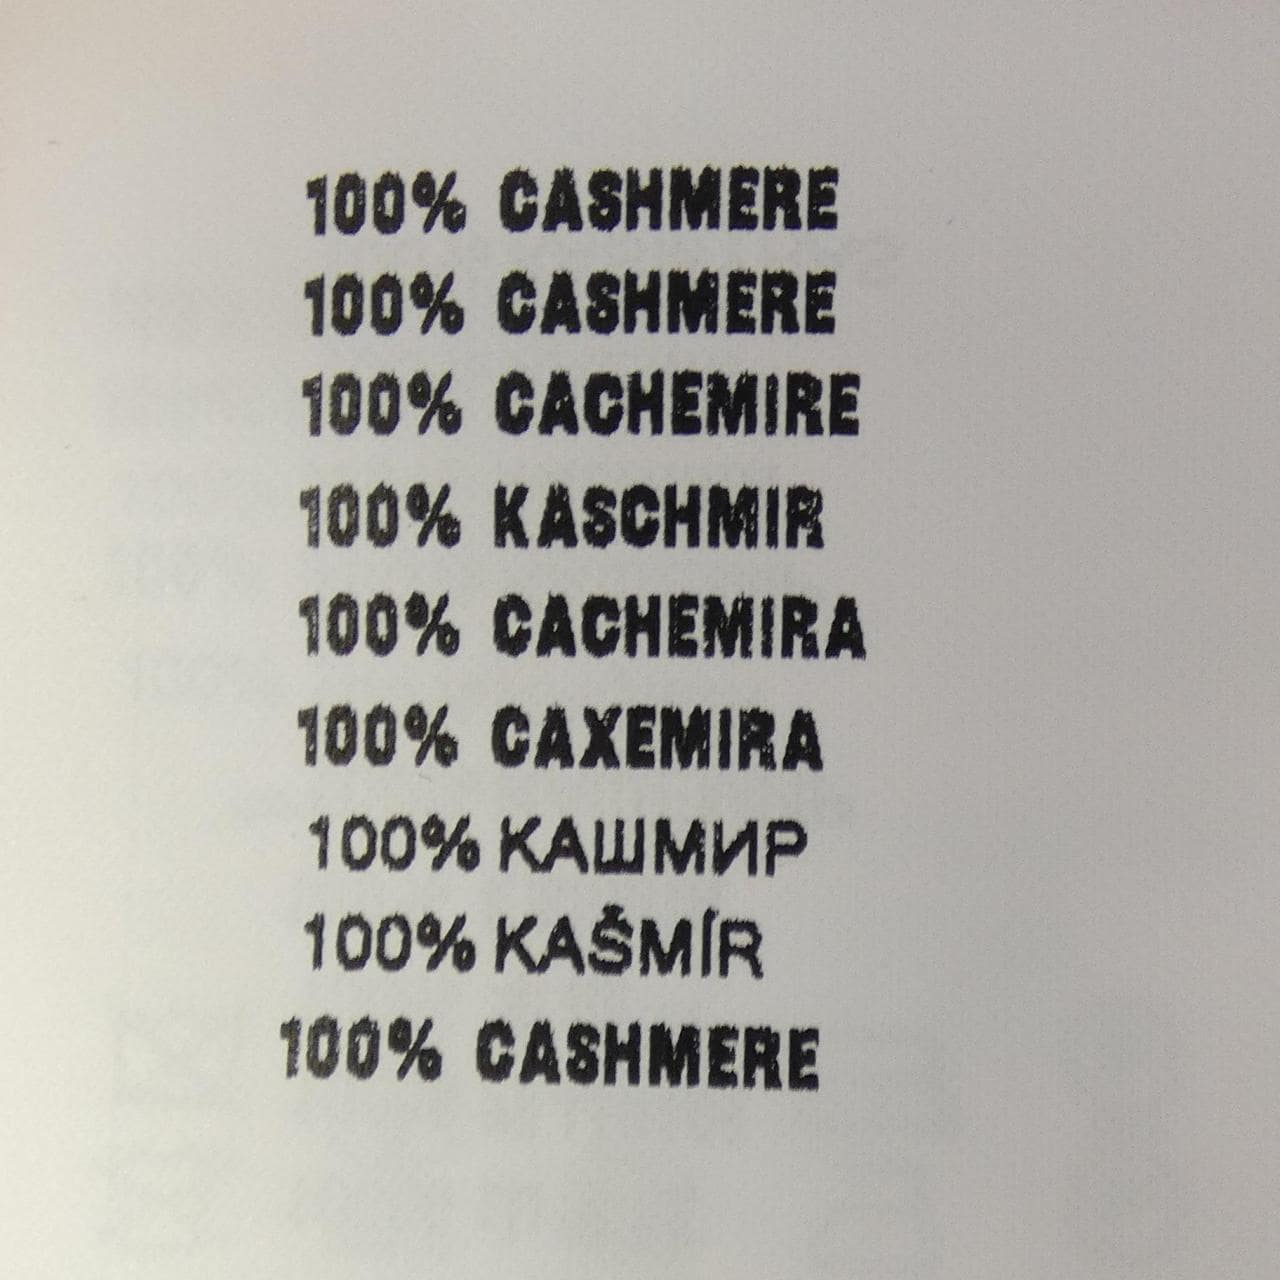 100% CASHMERE
100% CASHMERE
100% CACHEMIRE
100% KASCHMIR
100% CACHEMIRA
100% CAXEMIRA
100% КАШМИР
100% KAŠMÍR
100% CASHMERE